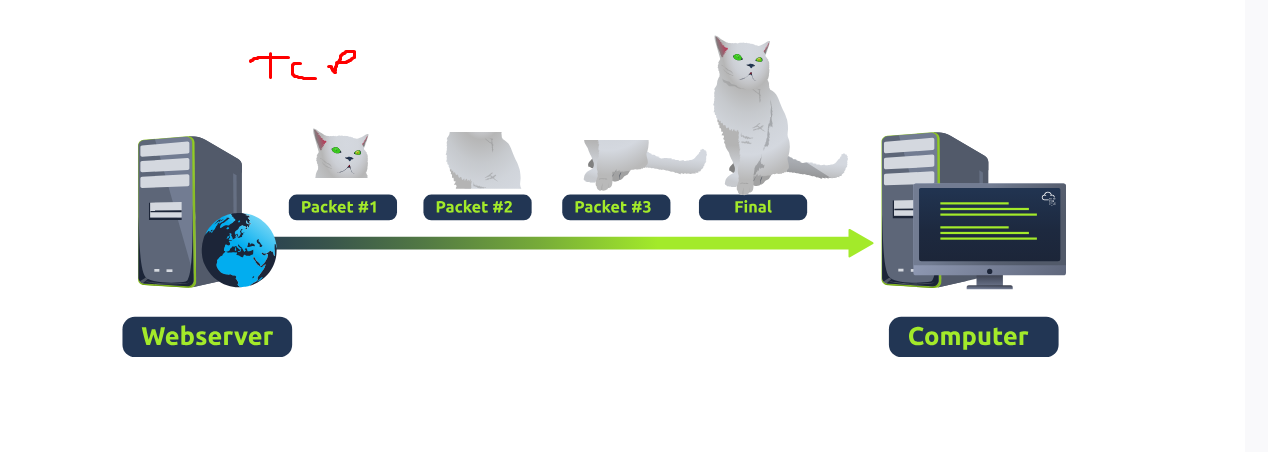 TCP
Packet #1
Packet #2
Packet #3
Final
Webserver
Computer